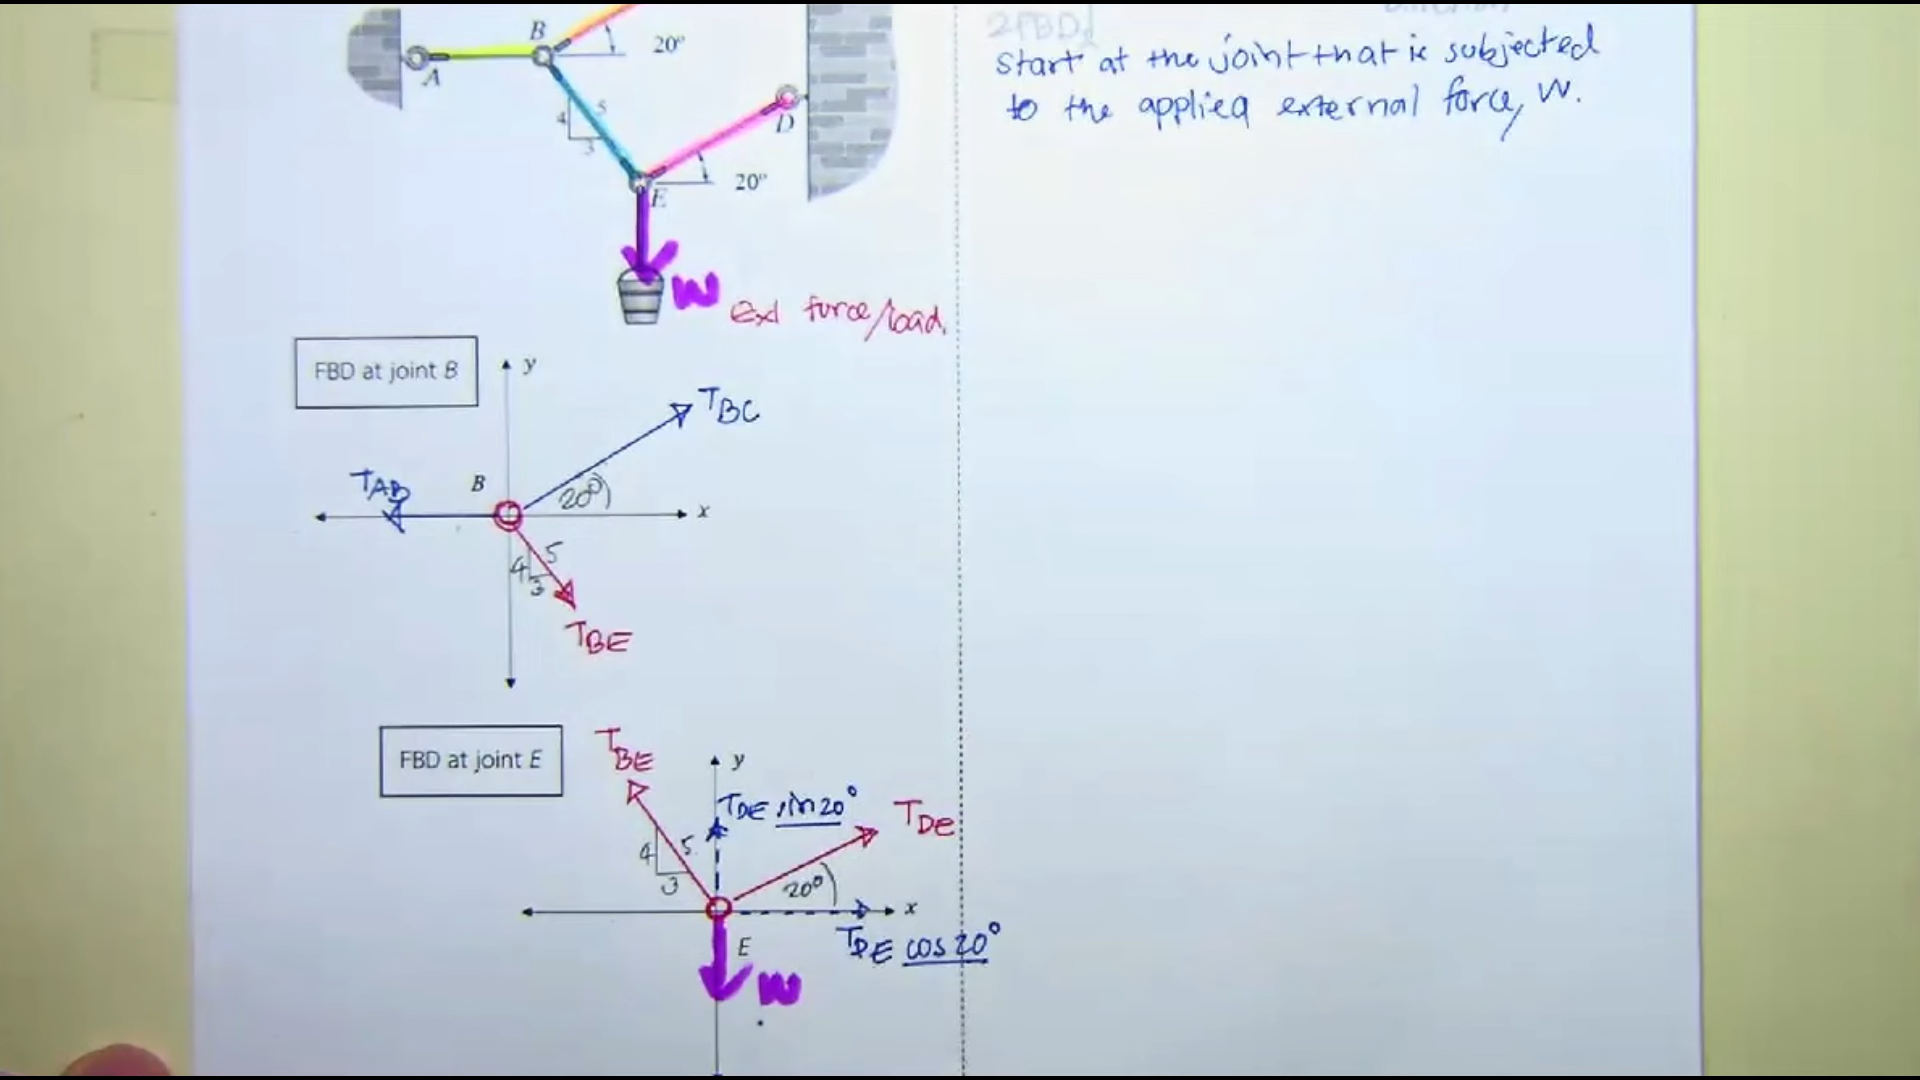 B
20°
A
5
4
3
D
20°
E
W
Ext force/load.
2FBD
Start at the joint that is subjected
to the applied external force, W.
FBD at joint B
y
TBC
TAB
B
20°
x
5
4
3
TBE
FBD at joint E
TBE
y
TDE sin20°
TDE
4
5
3
20°
x
E
TDE cos20°
W